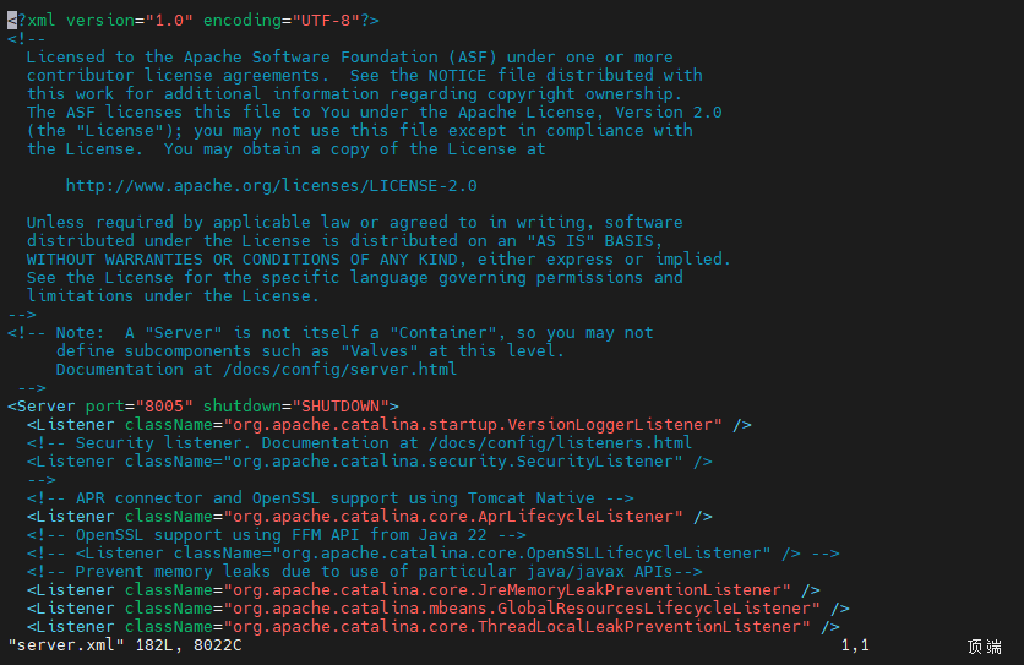 <?xml version="1.0" encoding="UTF-8"?>
<!--
  Licensed to the Apache Software Foundation (ASF) under one or more
  contributor license agreements.  See the NOTICE file distributed with
  this work for additional information regarding copyright ownership.
  The ASF licenses this file to You under the Apache License, Version 2.0
  (the "License"); you may not use this file except in compliance with
  the License.  You may obtain a copy of the License at

      http://www.apache.org/licenses/LICENSE-2.0

  Unless required by applicable law or agreed to in writing, software
  distributed under the License is distributed on an "AS IS" BASIS,
  WITHOUT WARRANTIES OR CONDITIONS OF ANY KIND, either express or implied.
  See the License for the specific language governing permissions and
  limitations under the License.
-->
<!-- Note:  A "Server" is not itself a "Container", so you may not
     define subcomponents such as "Valves" at this level.
     Documentation at /docs/config/server.html
 -->
<Server port="8005" shutdown="SHUTDOWN">
  <Listener className="org.apache.catalina.startup.VersionLoggerListener" />
  <!-- Security listener. Documentation at /docs/config/listeners.html
  <Listener className="org.apache.catalina.security.SecurityListener" />
  -->
  <!-- APR connector and OpenSSL support using Tomcat Native -->
  <Listener className="org.apache.catalina.core.AprLifecycleListener" />
  <!-- OpenSSL support using FFM API from Java 22 -->
  <!-- <Listener className="org.apache.catalina.core.OpenSSLLifecycleListener" /> -->
  <!-- Prevent memory leaks due to use of particular java/javax APIs-->
  <Listener className="org.apache.catalina.core.JreMemoryLeakPreventionListener" />
  <Listener className="org.apache.catalina.mbeans.GlobalResourcesLifecycleListener" />
  <Listener className="org.apache.catalina.core.ThreadLocalLeakPreventionListener" />
"server.xml" 182L, 8022C 1,1 顶端